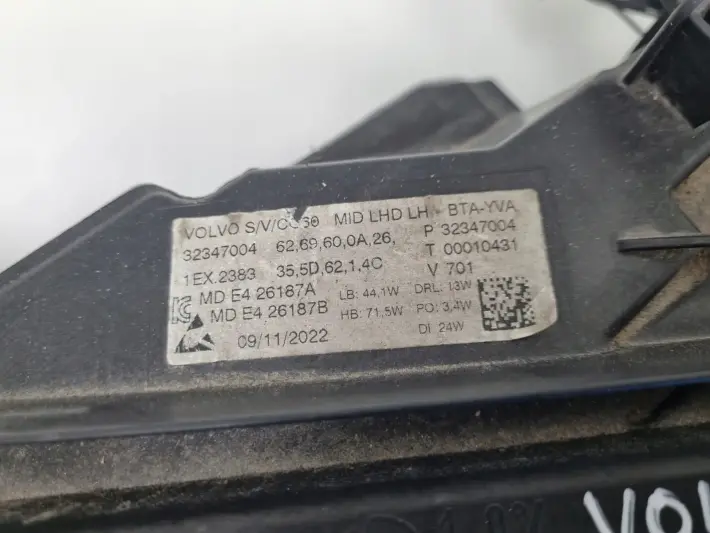 VOLVO S/V/CC60 MID LHD LH - BTA-YVA
32347004 62,69,60,0A,26, P 32347004
1EX.2383 35,5D,62,1,4C T 00010431
V 701
MD E4 26187A LB: 44,1W DRL: 13W
MD E4 26187B HB: 71,5W PO: 3,4W
09/11/2022 DI: 24W
VOL